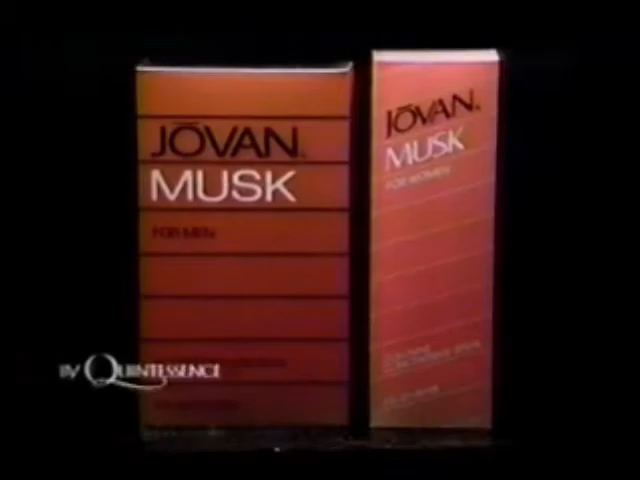 JŌVAN
MUSK
FOR MEN
JŌVAN
MUSK
FOR WOMEN
BY QUINTESSENCE